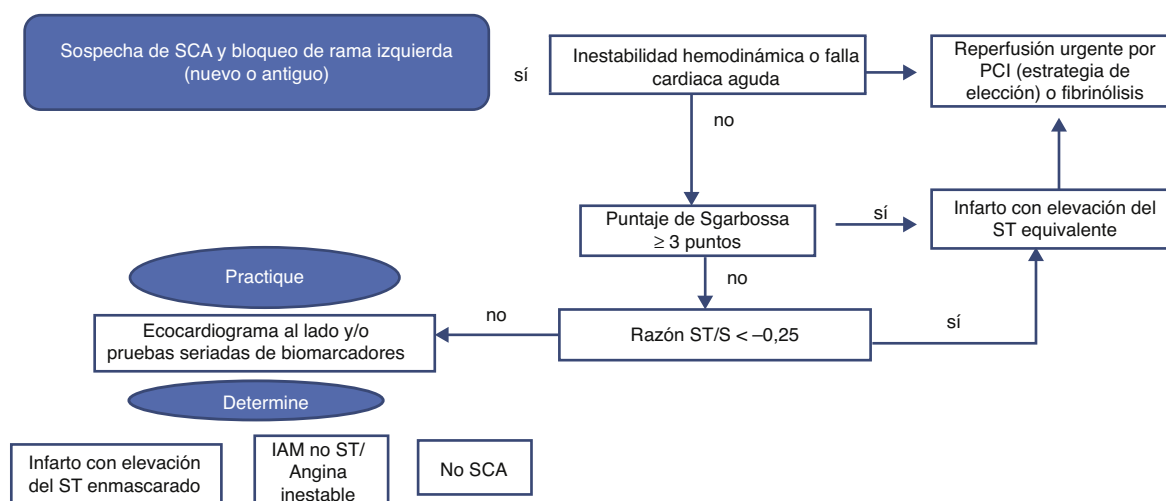 Sospecha de SCA y bloqueo de rama izquierda
(nuevo o antiguo)
sí
Inestabilidad hemodinámica o falla
cardiaca aguda
Reperfusión urgente por
PCI (estrategia de
elección) o fibrinólisis
no
Puntaje de Sgarbossa
≥ 3 puntos
sí
Infarto con elevación del
ST equivalente
no
Practique
Ecocardiograma al lado y/o
pruebas seriadas de biomarcadores
no
Razón ST/S < –0,25
sí
Determine
Infarto con elevación
del ST enmascarado
IAM no ST/
Angina
inestable
No SCA